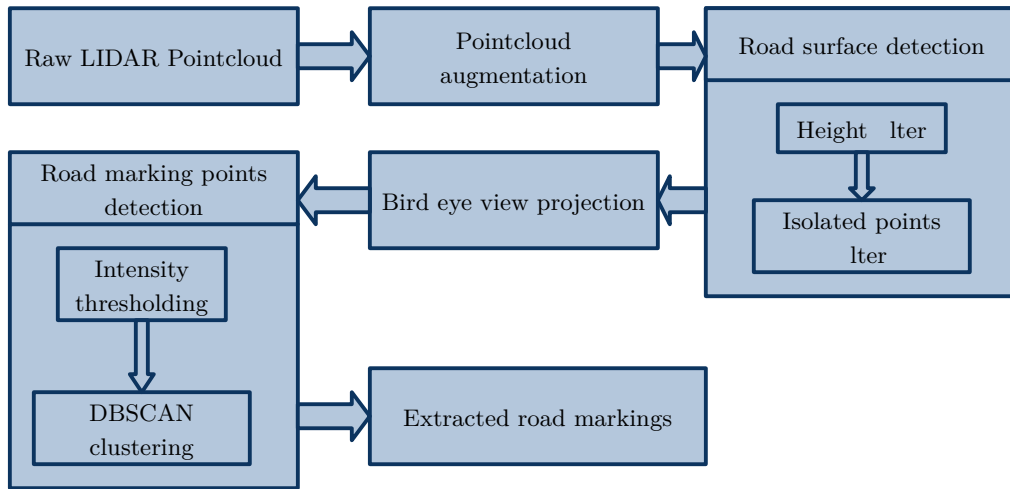 Raw LIDAR Pointcloud
Pointcloud
augmentation
Road surface detection
Height lter
Isolated points
lter
Bird eye view projection
Road marking points
detection
Intensity
thresholding
DBSCAN
clustering
Extracted road markings